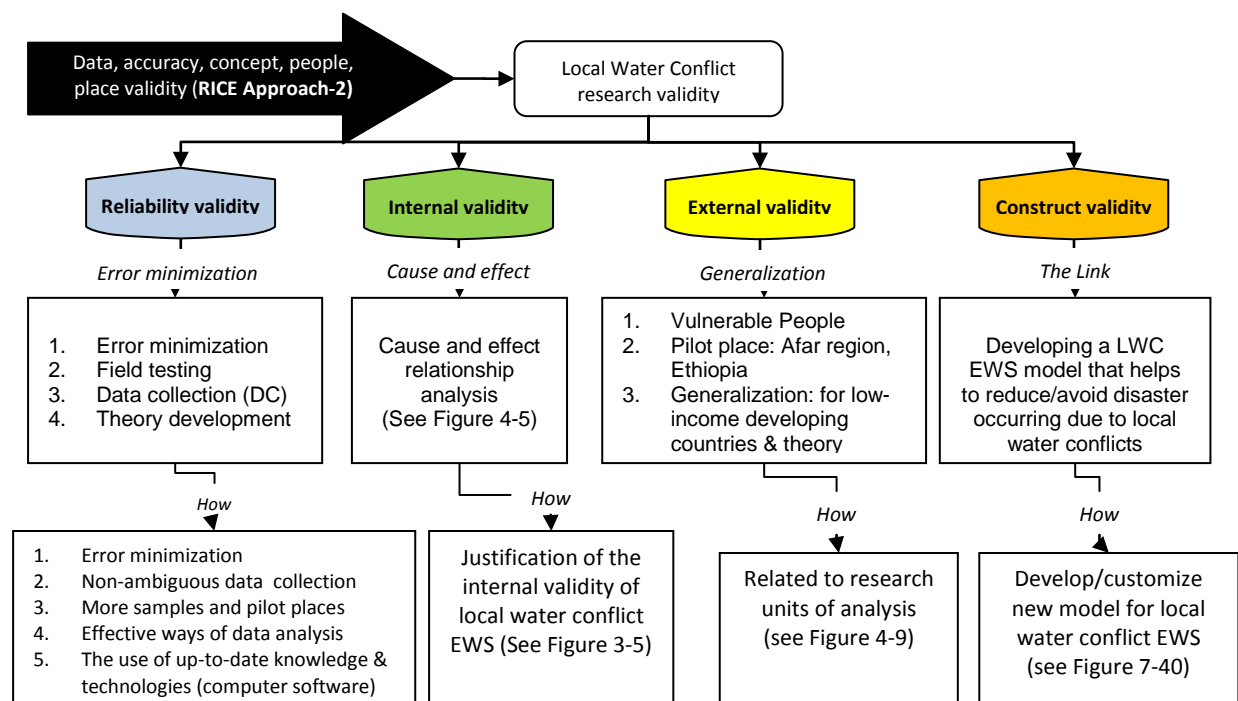 Data, accuracy, concept, people,
place validity (RICE Approach-2)
Local Water Conflict
research validity
Reliability validity
Internal validity
External validity
Construct validity
Error minimization
Cause and effect
Generalization
The Link
1. Error minimization
2. Field testing
3. Data collection (DC)
4. Theory development
Cause and effect
relationship
analysis
(See Figure 4-5)
1. Vulnerable People
2. Pilot place: Afar region,
Ethiopia
3. Generalization: for low-
income developing
countries & theory
Developing a LWC
EWS model that helps
to reduce/avoid disaster
occurring due to local
water conflicts
How
How
How
How
1. Error minimization
2. Non-ambiguous data collection
3. More samples and pilot places
4. Effective ways of data analysis
5. The use of up-to-date knowledge &
technologies (computer software)
Justification of the
internal validity of
local water conflict
EWS (See Figure 3-5)
Related to research
units of analysis
(see Figure 4-9)
Develop/customize
new model for local
water conflict EWS
(see Figure 7-40)